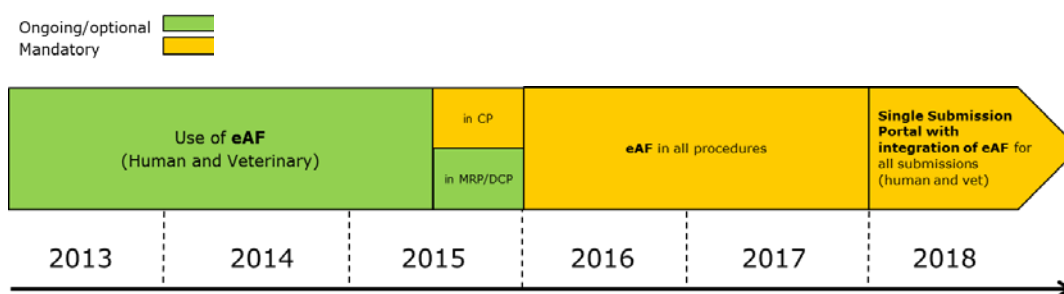 Ongoing/optional
Mandatory
Use of eAF
(Human and Veterinary)
in CP
in MRP/DCP
eAF in all procedures
Single Submission
Portal with
integration of eAF for
all submissions
(human and vet)
2013
2014
2015
2016
2017
2018